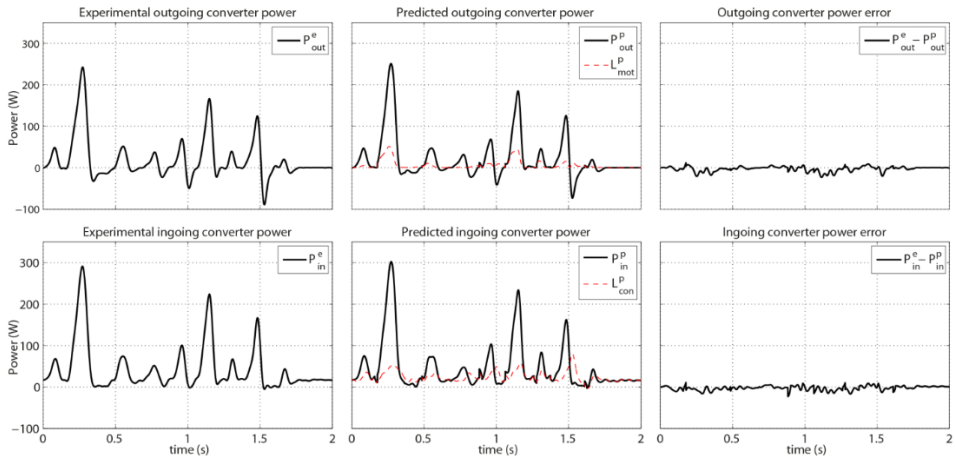 Experimental outgoing converter power
Predicted outgoing converter power
Outgoing converter power error
Power (W)
300
200
100
0
−100
P^e_out
P^p_out
L^p_mot
P^e_out − P^p_out
Experimental ingoing converter power
Predicted ingoing converter power
Ingoing converter power error
Power (W)
300
200
100
0
−100
P^e_in
P^p_in
L^p_con
P^e_in − P^p_in
0 0.5 1 1.5 2
0 0.5 1 1.5 2
0 0.5 1 1.5 2
time (s)
time (s)
time (s)